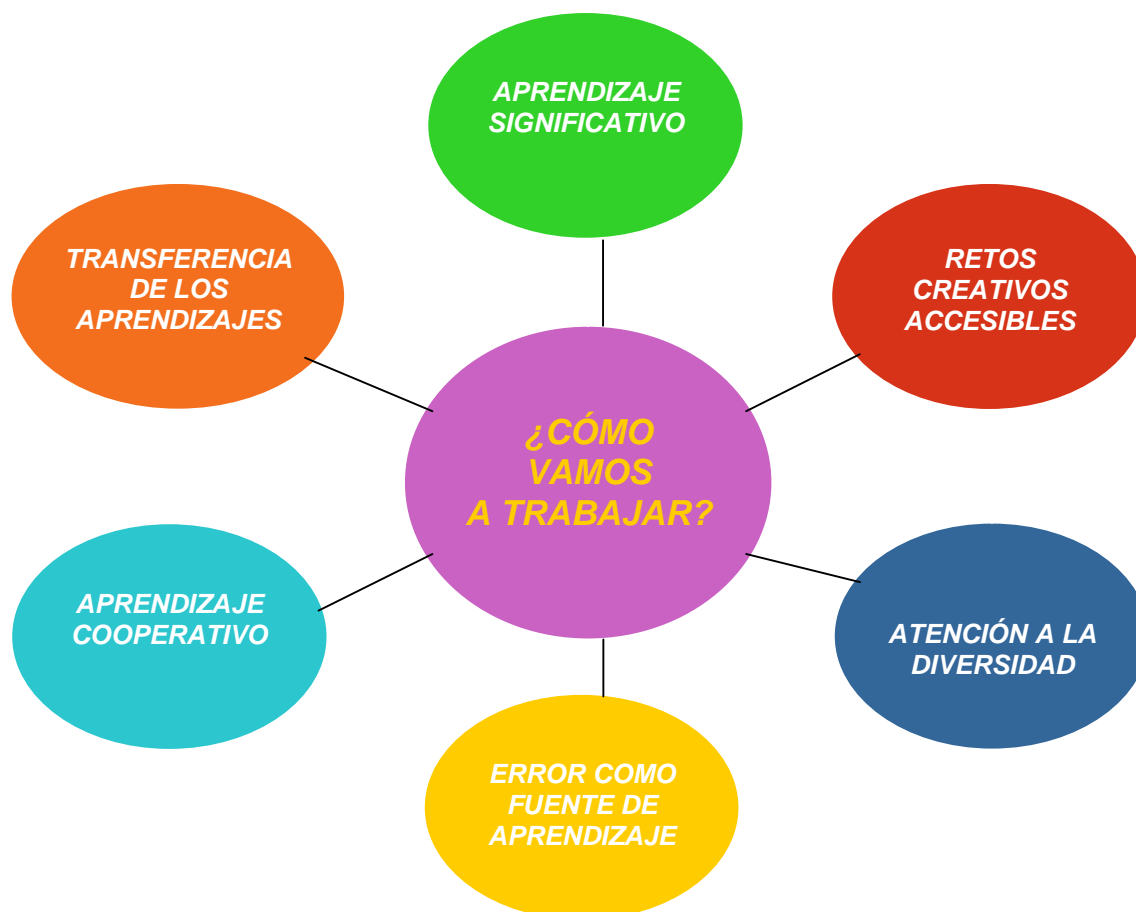 APRENDIZAJE
SIGNIFICATIVO
TRANSFERENCIA
DE LOS
APRENDIZAJES
RETOS
CREATIVOS
ACCESIBLES
¿CÓMO
VAMOS
A TRABAJAR?
APRENDIZAJE
COOPERATIVO
ATENCIÓN A LA
DIVERSIDAD
ERROR COMO
FUENTE DE
APRENDIZAJE